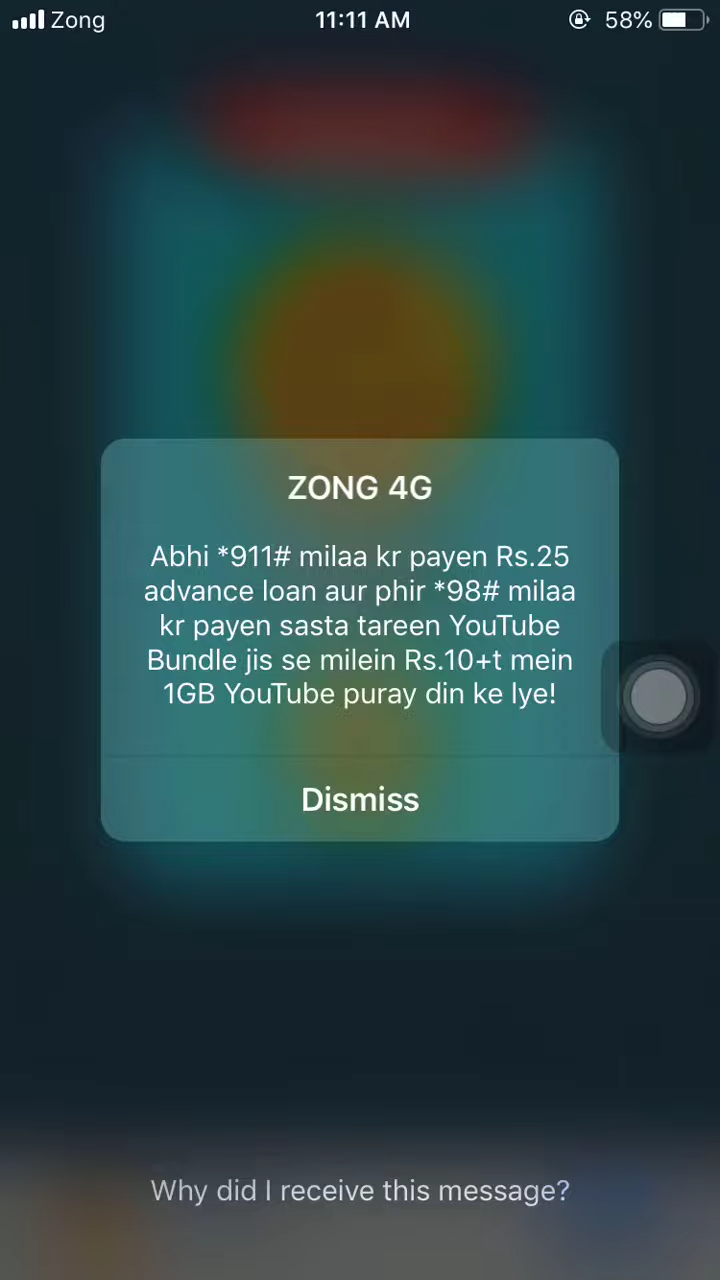 Zong 11:11 AM 58%
ZONG 4G
Abhi *911# milaa kr payen Rs.25
advance loan aur phir *98# milaa
kr payen sasta tareen YouTube
Bundle jis se milein Rs.10+t mein
1GB YouTube puray din ke lye!
Dismiss
Why did I receive this message?